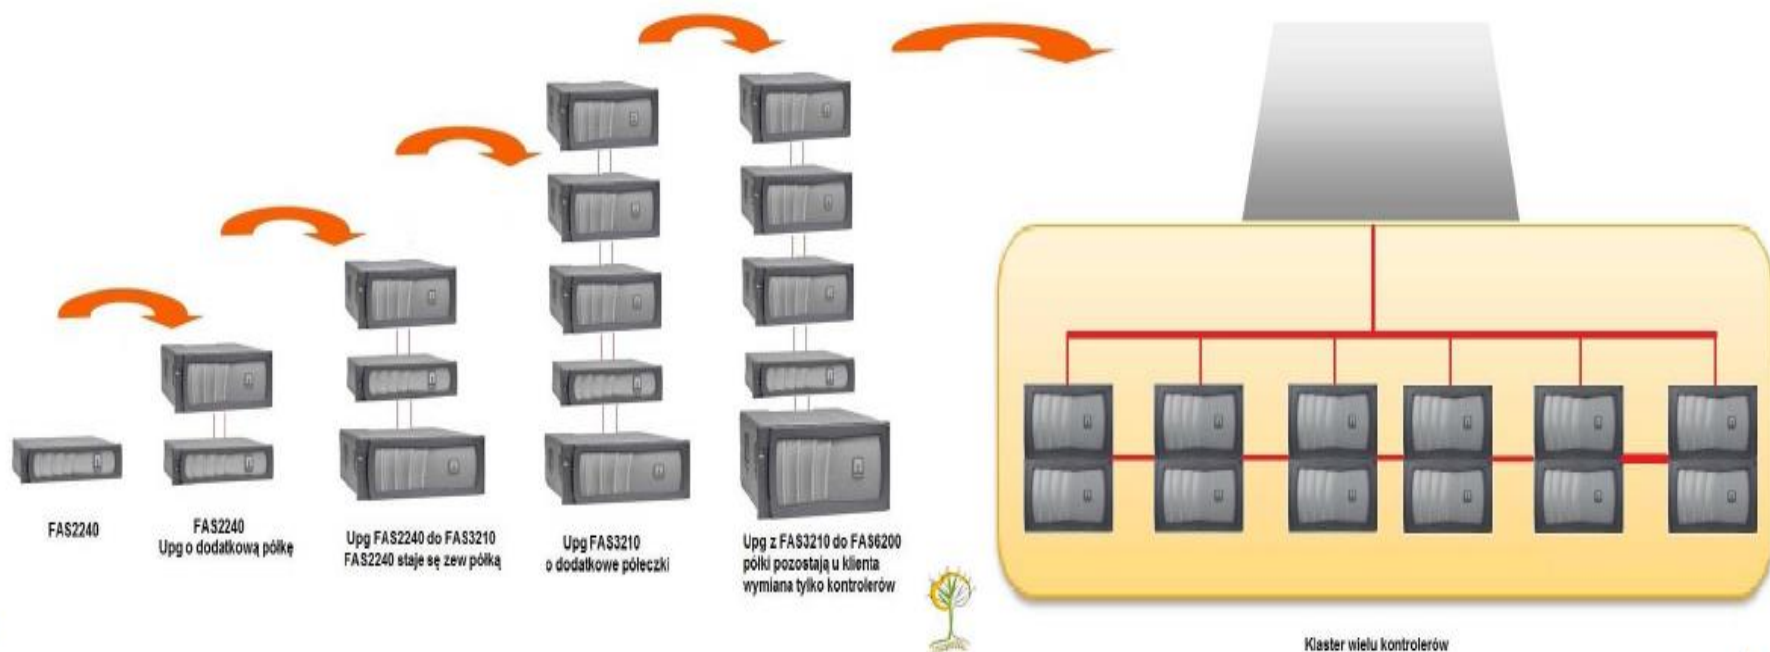 FAS2240
FAS2240
Upg o dodatkową półkę
Upg FAS2240 do FAS3210
FAS2240 staje sę zew półką
Upg FAS3210
o dodatkowe półeczki
Upg z FAS3210 do FAS6200
półki pozostają u klienta
wymiana tylko kontrolerów
Klaster wielu kontrolerów